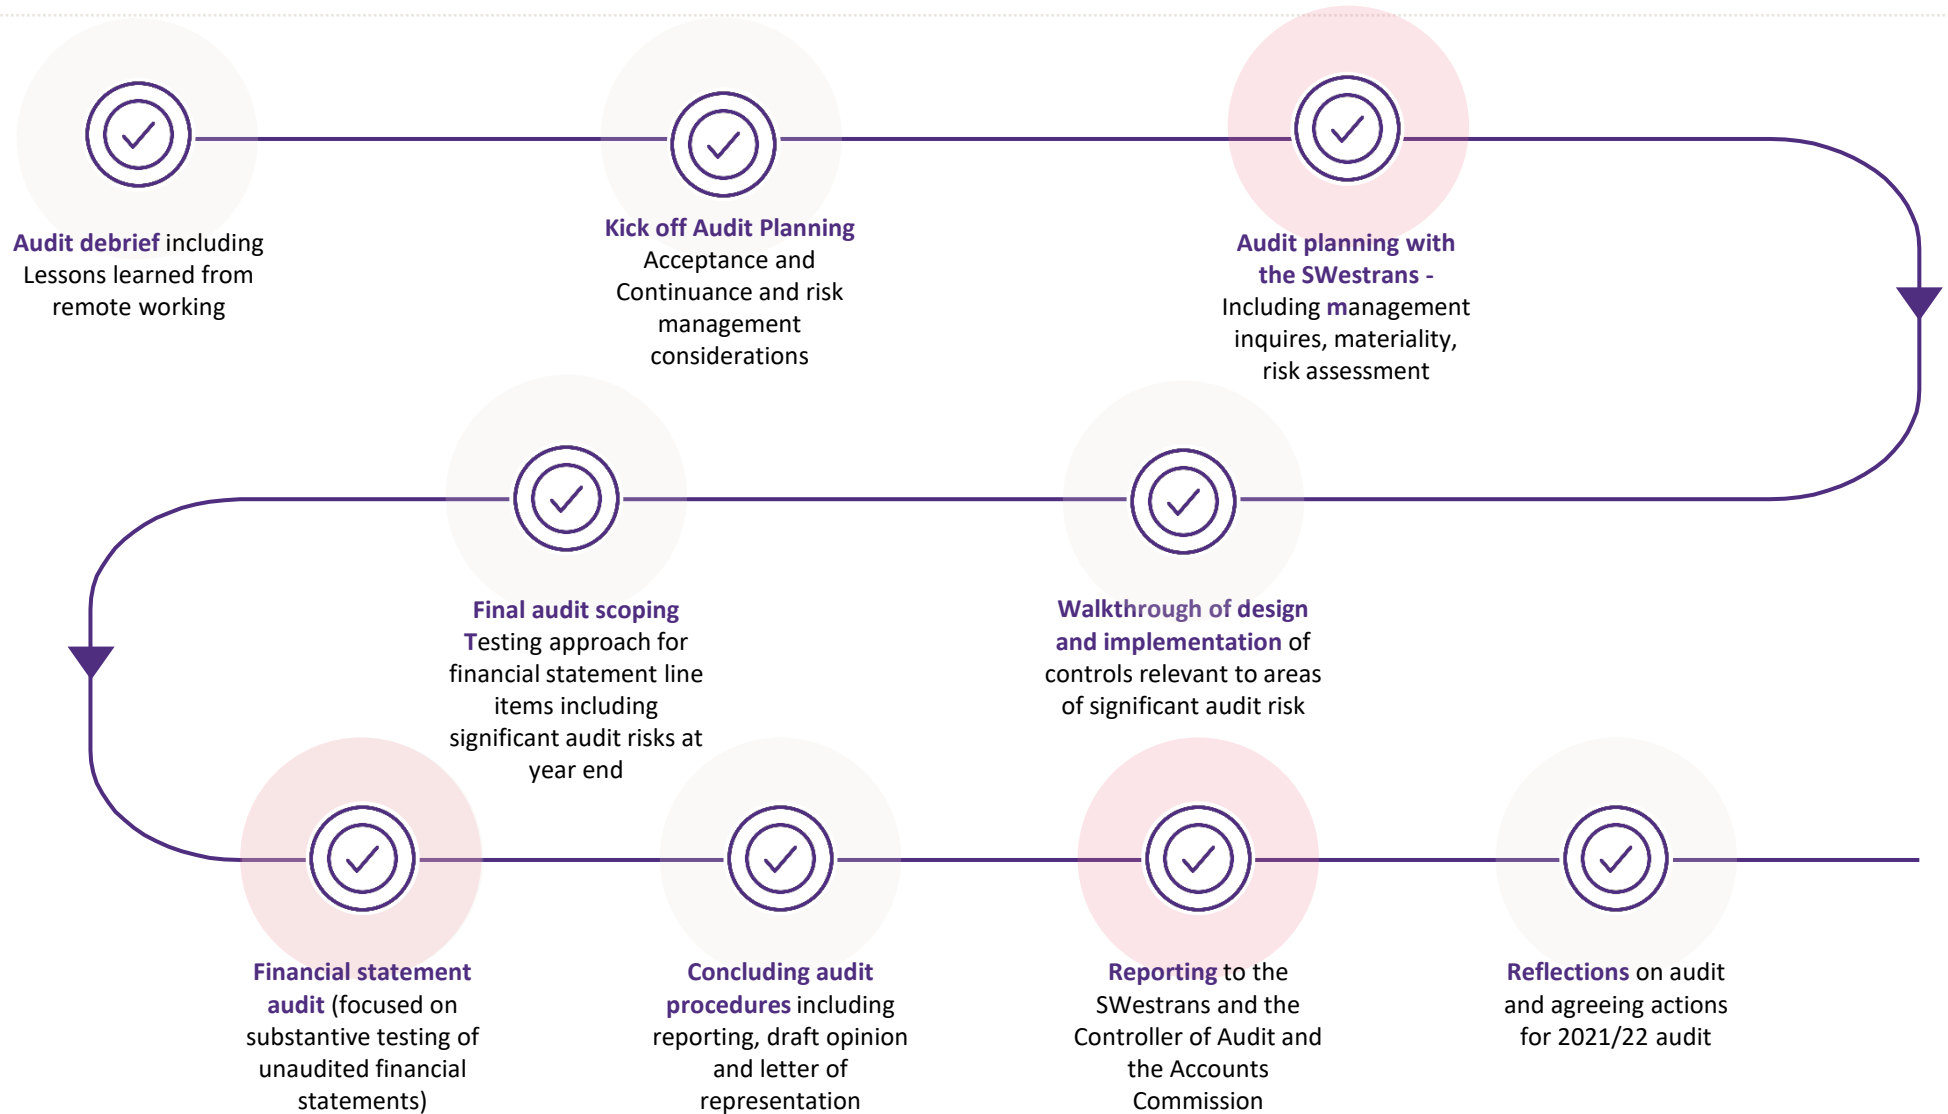 Audit debrief including
Lessons learned from
remote working
Kick off Audit Planning
Acceptance and
Continuance and risk
management
considerations
Audit planning with
the SWestrans -
Including management
inquires, materiality,
risk assessment
Walkthrough of design
and implementation of
controls relevant to areas
of significant audit risk
Final audit scoping
Testing approach for
financial statement line
items including
significant audit risks at
year end
Financial statement
audit (focused on
substantive testing of
unaudited financial
statements)
Concluding audit
procedures including
reporting, draft opinion
and letter of
representation
Reporting to the
SWestrans and the
Controller of Audit and
the Accounts
Commission
Reflections on audit
and agreeing actions
for 2021/22 audit